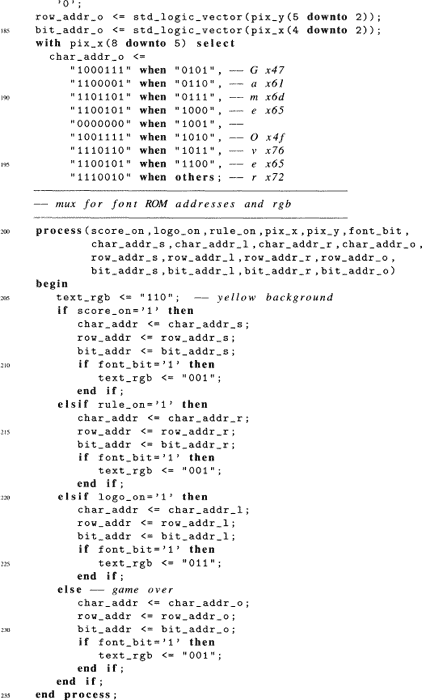 '0';
row_addr_o <= std_logic_vector(pix_y(5 downto 2));
185 bit_addr_o <= std_logic_vector(pix_x(4 downto 2));
with pix_x(8 downto 5) select
char_addr_o <=
"1000111" when "0101", — G x47
"1100001" when "0110", — a x61
190 "1101101" when "0111", — m x6d
"1100101" when "1000", — e x65
"0000000" when "1001", —
"1001111" when "1010", — O x4f
"1110110" when "1011", — v x76
195 "1100101" when "1100", — e x65
"1110010" when others; — r x72
— mux for font ROM addresses and rgb
200 process(score_on,logo_on,rule_on,pix_x,pix_y,font_bit,
char_addr_s,char_addr_l,char_addr_r,char_addr_o,
row_addr_s,row_addr_l,row_addr_r,row_addr_o,
bit_addr_s,bit_addr_l,bit_addr_r,bit_addr_o)
begin
205 text_rgb <= "110"; — yellow background
if score_on='1' then
char_addr <= char_addr_s;
row_addr <= row_addr_s;
bit_addr <= bit_addr_s;
210 if font_bit='1' then
text_rgb <= "001";
end if;
elsif rule_on='1' then
char_addr <= char_addr_r;
215 row_addr <= row_addr_r;
bit_addr <= bit_addr_r;
if font_bit='1' then
text_rgb <= "001";
end if;
220 elsif logo_on='1' then
char_addr <= char_addr_l;
row_addr <= row_addr_l;
bit_addr <= bit_addr_l;
if font_bit='1' then
225 text_rgb <= "011";
end if;
else — game over
char_addr <= char_addr_o;
row_addr <= row_addr_o;
230 bit_addr <= bit_addr_o;
if font_bit='1' then
text_rgb <= "001";
end if;
end if;
235 end process;